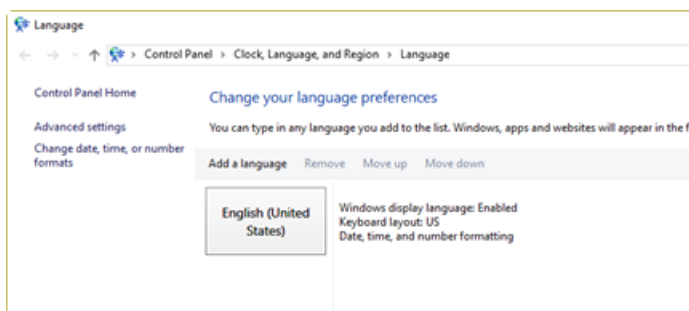 Language
Control Panel > Clock, Language, and Region > Language
Control Panel Home
Advanced settings
Change date, time, or number
formats
Change your language preferences
You can type in any language you add to the list. Windows, apps and websites will appear in the
Add a language Remove Move up Move down
English (United
States)
Windows display language: Enabled
Keyboard layout: US
Date, time, and number formatting